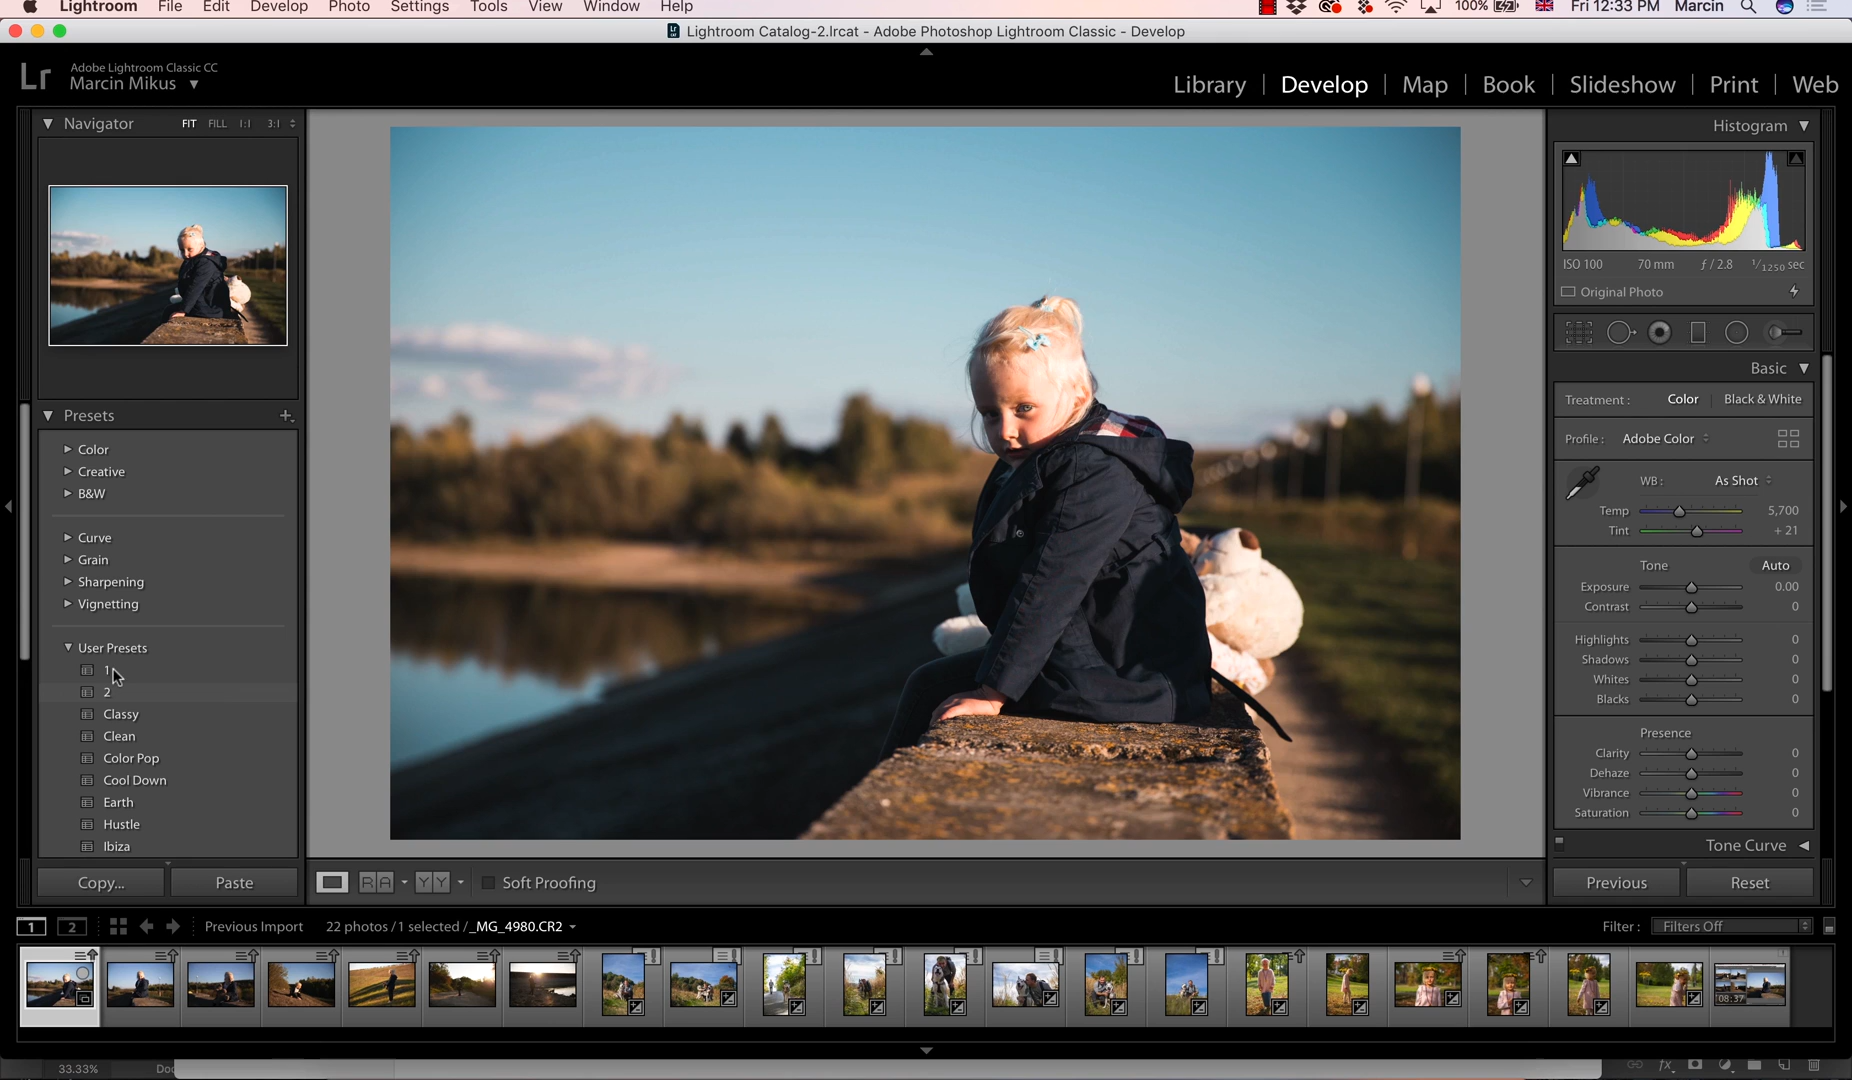 Lightroom File Edit Develop Photo Settings Tools View Window Help 100% Fri 12:33 PM Marcin
Lightroom Catalog-2.lrcat - Adobe Photoshop Lightroom Classic - Develop
Lr Adobe Lightroom Classic CC
Marcin Mikus
Library | Develop | Map | Book | Slideshow | Print | Web
Navigator FIT FILL 1:1 3:1
Presets
Color
Creative
B&W
Curve
Grain
Sharpening
Vignetting
User Presets
1
2
Classy
Clean
Color Pop
Cool Down
Earth
Hustle
Ibiza
Copy... Paste
R A Y Y Soft Proofing
Histogram
ISO 100 70 mm ƒ / 2.8 1/1250 sec
Original Photo
Basic
Treatment : Color Black & White
Profile : Adobe Color
WB : As Shot
Temp 5,700
Tint + 21
Tone Auto
Exposure 0.00
Contrast 0
Highlights 0
Shadows 0
Whites 0
Blacks 0
Presence
Clarity 0
Dehaze 0
Vibrance 0
Saturation 0
Tone Curve
Previous Reset
1 2 Previous Import 22 photos / 1 selected / _MG_4980.CR2 Filter : Filters Off
08:37
33.33% Doc fx